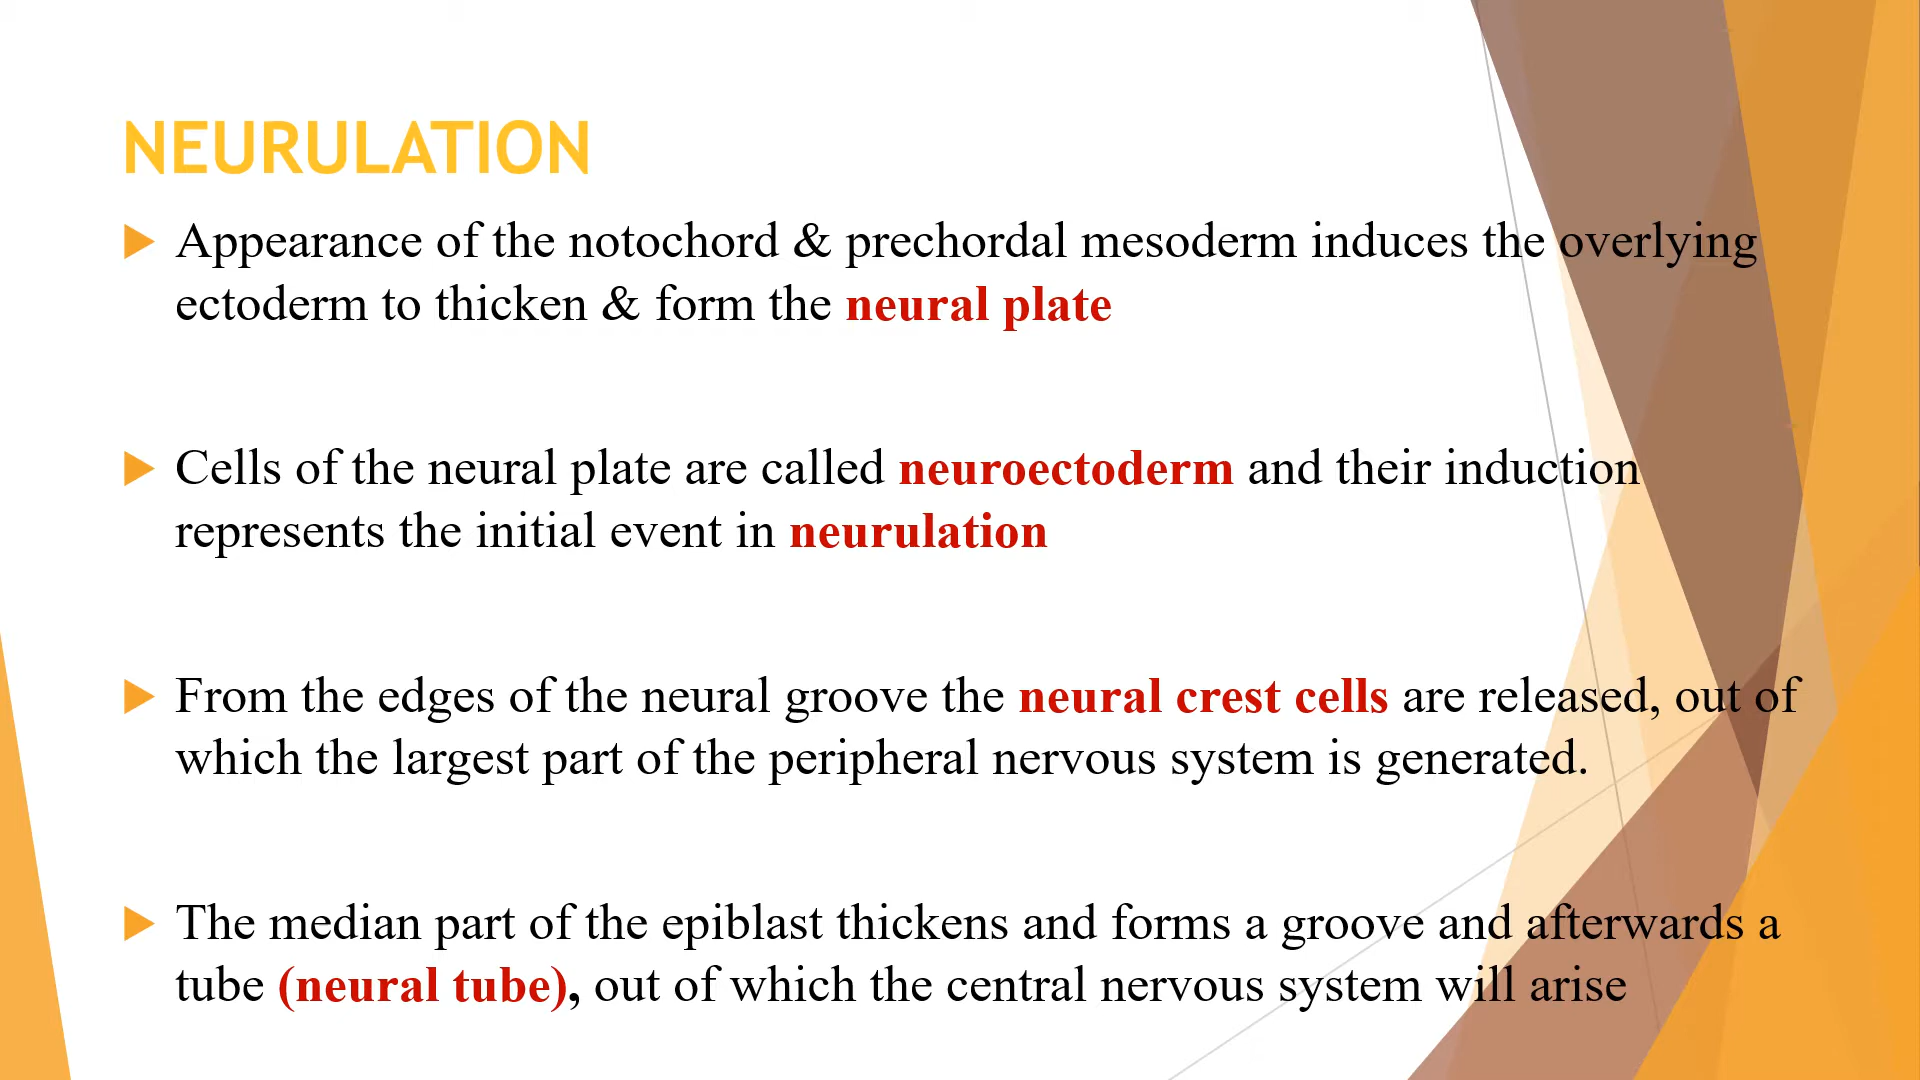 NEURULATION
Appearance of the notochord & prechordal mesoderm induces the overlying
ectoderm to thicken & form the neural plate
Cells of the neural plate are called neuroectoderm and their induction
represents the initial event in neurulation
From the edges of the neural groove the neural crest cells are released, out of
which the largest part of the peripheral nervous system is generated.
The median part of the epiblast thickens and forms a groove and afterwards a
tube (neural tube), out of which the central nervous system will arise